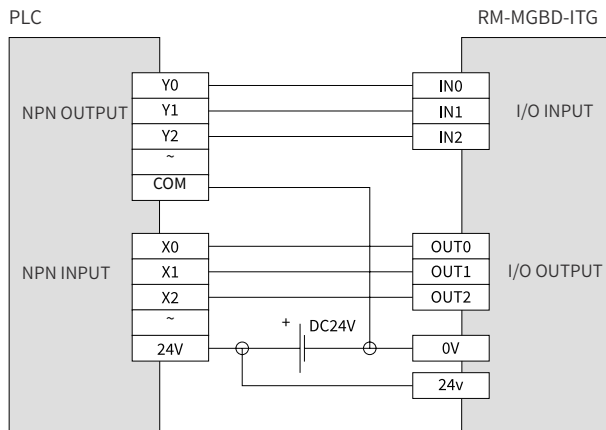 PLC
RM-MGBD-ITG
NPN OUTPUT
Y0
Y1
Y2
~
COM
IN0
IN1
IN2
I/O INPUT
NPN INPUT
X0
X1
X2
~
24V
+
DC24V
OUT0
OUT1
OUT2
0V
24v
I/O OUTPUT